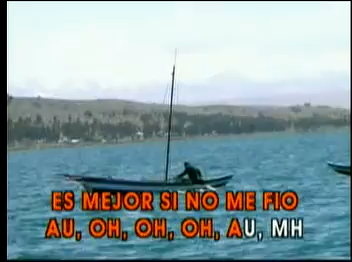 ES MEJOR SI NO ME FIO
AU, OH, OH, OH, AU, MH